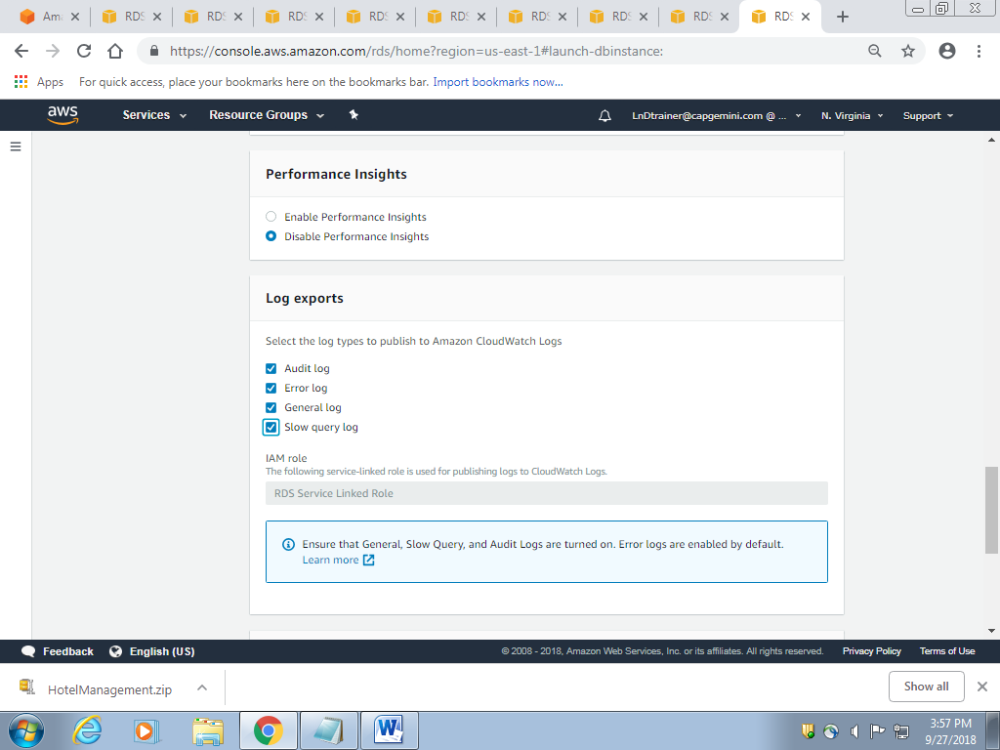 Ama
RDS
RDS
RDS
RDS
RDS
RDS
RDS
RDS
RDS
https://console.aws.amazon.com/rds/home?region=us-east-1#launch-dbinstance:
Apps For quick access, place your bookmarks here on the bookmarks bar. Import bookmarks now...
aws Services Resource Groups LnDtrainer@capgemini.com @ ... N. Virginia Support
Performance Insights
Enable Performance Insights
Disable Performance Insights
Log exports
Select the log types to publish to Amazon CloudWatch Logs
Audit log
Error log
General log
Slow query log
IAM role
The following service-linked role is used for publishing logs to CloudWatch Logs.
RDS Service Linked Role
Ensure that General, Slow Query, and Audit Logs are turned on. Error logs are enabled by default.
Learn more
Feedback English (US) © 2008 - 2018, Amazon Web Services, Inc. or its affiliates. All rights reserved. Privacy Policy Terms of Use
HotelManagement.zip Show all
3:57 PM
9/27/2018